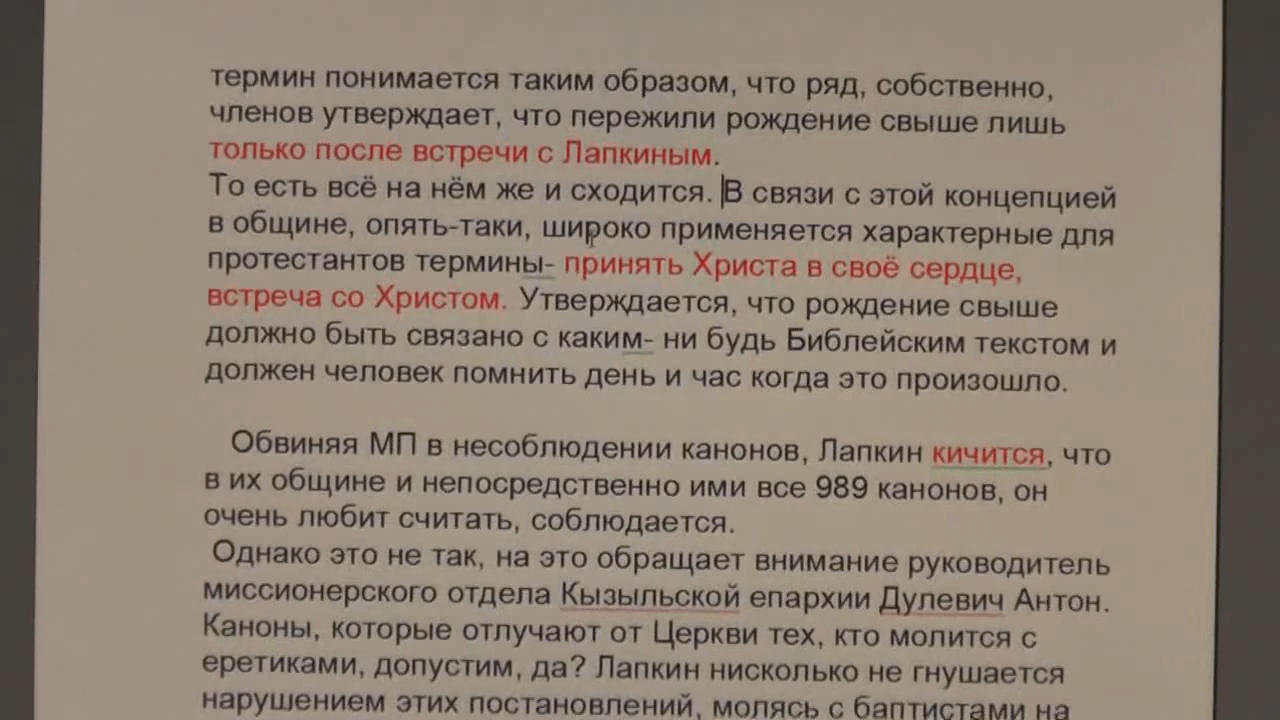 термин понимается таким образом, что ряд, собственно,
членов утверждает, что пережили рождение свыше лишь
только после встречи с Лапкиным.
То есть всё на нём же и сходится. В связи с этой концепцией
в общине, опять-таки, широко применяется характерные для
протестантов термины- принять Христа в своё сердце,
встреча со Христом. Утверждается, что рождение свыше
должно быть связано с каким- ни будь Библейским текстом и
должен человек помнить день и час когда это произошло.
Обвиняя МП в несоблюдении канонов, Лапкин кичится, что
в их общине и непосредственно ими все 989 канонов, он
очень любит считать, соблюдается.
Однако это не так, на это обращает внимание руководитель
миссионерского отдела Кызыльской епархии Дулевич Антон.
Каноны, которые отлучают от Церкви тех, кто молится с
еретиками, допустим, да? Лапкин нисколько не гнушается
нарушением этих постановлений, молясь с баптистами на